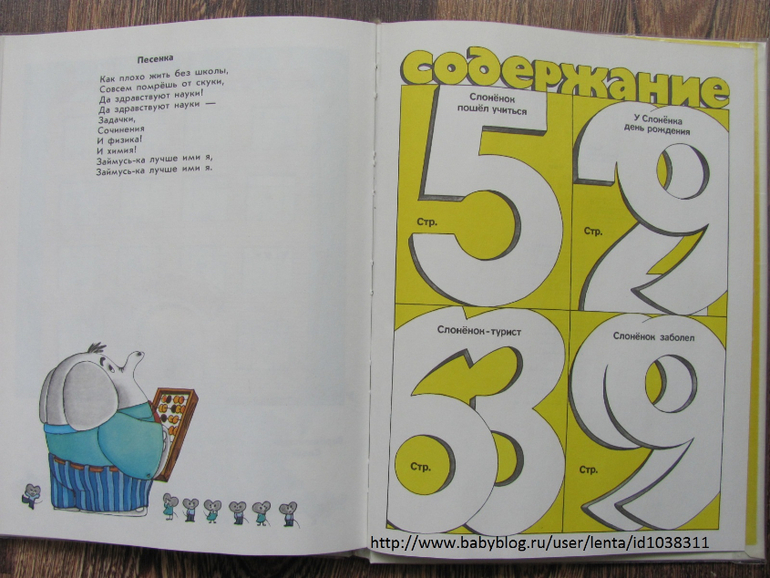 Песенка
Как плохо жить без школы,
Совсем помрёшь от скуки,
Да здравствуют науки!
Да здравствуют науки —
Задачки,
Сочинения
И физика!
И химия!
Займусь-ка лучше ими я,
Займусь-ка лучше ими я.
содержание
Слонёнок
пошёл учиться
Стр. 5
У Слонёнка
день рождения
Стр. 29
Слонёнок-турист
Стр. 63
Слонёнок заболел
Стр.
http://www.babyblog.ru/user/lenta/id1038311